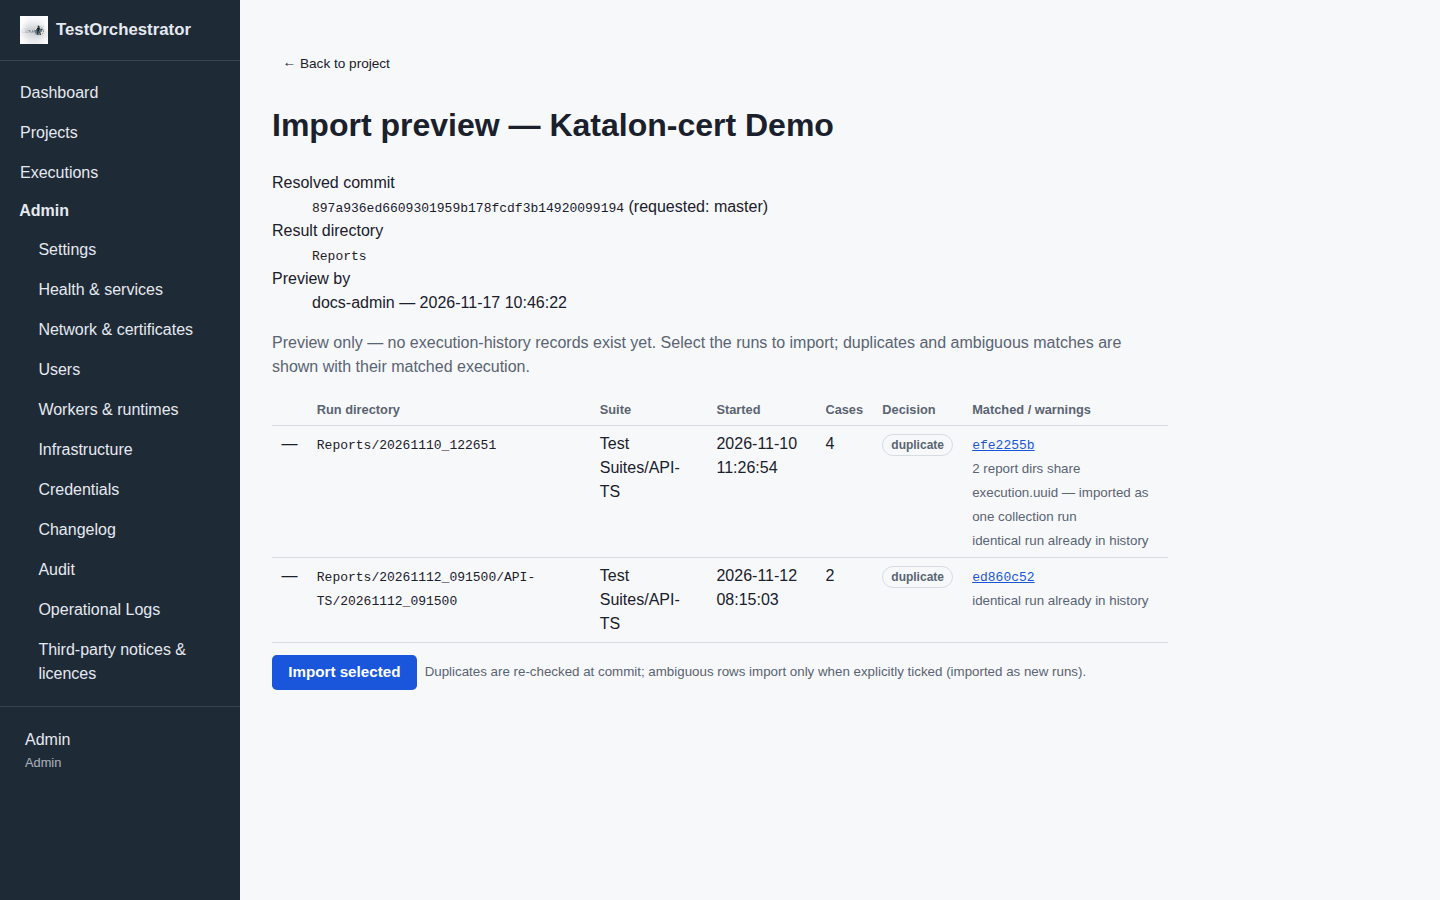 TestOrchestrator
Dashboard
Projects
Executions
Admin
Settings
Health & services
Network & certificates
Users
Workers & runtimes
Infrastructure
Credentials
Changelog
Audit
Operational Logs
Third-party notices &
licences
Admin
Admin
← Back to project
Import preview — Katalon-cert Demo
Resolved commit
897a936ed6609301959b178fcdf3b14920099194 (requested: master)
Result directory
Reports
Preview by
docs-admin — 2026-11-17 10:46:22
Preview only — no execution-history records exist yet. Select the runs to import; duplicates and ambiguous matches are
shown with their matched execution.
Run directory Suite Started Cases Decision Matched / warnings
— Reports/20261110_122651 Test 2026-11-10 4 duplicate efe2255b
Suites/API- 11:26:54 2 report dirs share
TS execution.uuid — imported as
one collection run
identical run already in history
— Reports/20261112_091500/API- Test 2026-11-12 2 duplicate ed860c52
TS/20261112_091500 Suites/API- 08:15:03 identical run already in history
TS
Import selected Duplicates are re-checked at commit; ambiguous rows import only when explicitly ticked (imported as new runs).